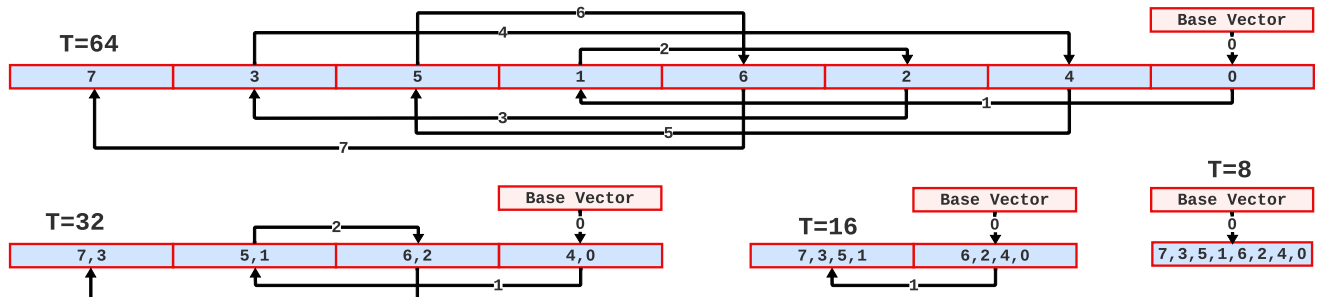 6
Base Vector
4
T=64
2
0
7 3 5 1 6 2 4 0
1
3
5
7
T=8
Base Vector
Base Vector
Base Vector
T=32
2
0
T=16
0
0
7,3 5,1 6,2 4,0
7,3,5,1 6,2,4,0
7,3,5,1,6,2,4,0
1
1